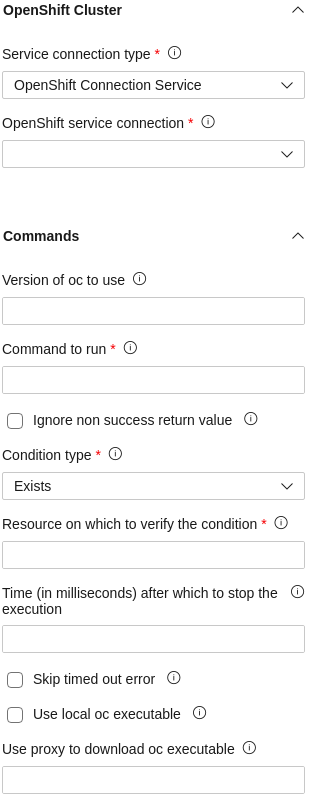 OpenShift Cluster
Service connection type *
OpenShift Connection Service
OpenShift service connection *
Commands
Version of oc to use
Command to run *
Ignore non success return value
Condition type *
Exists
Resource on which to verify the condition *
Time (in milliseconds) after which to stop the
execution
Skip timed out error
Use local oc executable
Use proxy to download oc executable